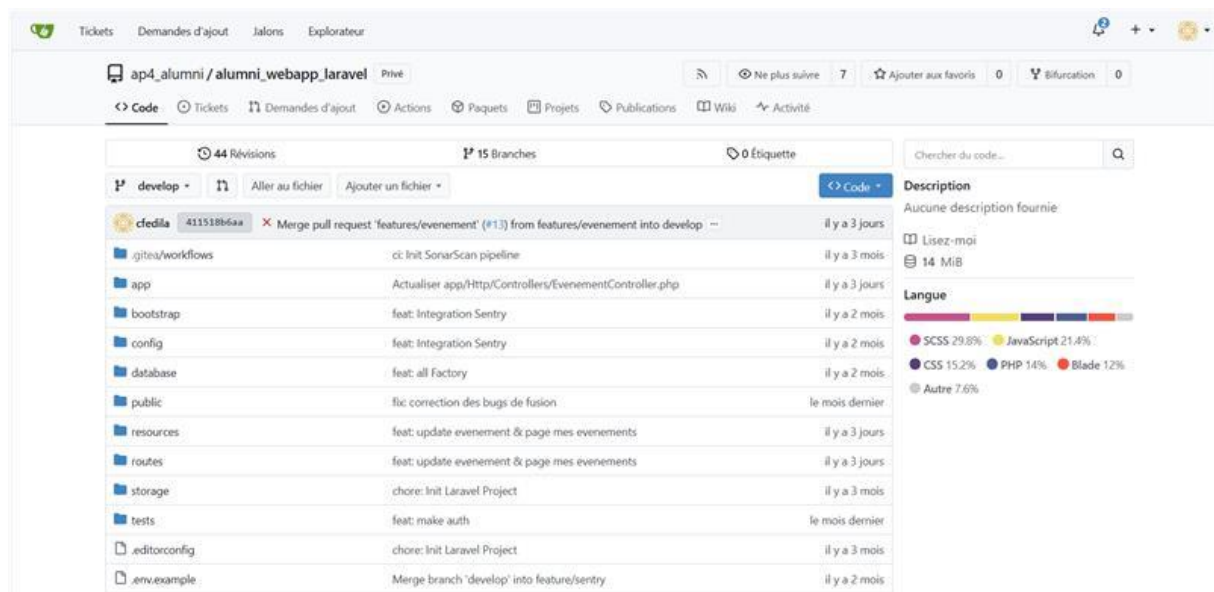 Tickets Demandes d'ajout Jalons Explorateur 2
ap4_alumni / alumni_webapp_laravel Privé Ne plus suivre 7 Ajouter aux favoris 0 Bifurcation 0
Code Tickets Demandes d'ajout Actions Paquets Projets Publications Wiki Activité
44 Révisions 15 Branches 0 Étiquette
Chercher du code...
develop Aller au fichier Ajouter un fichier Code
Description
Aucune description fournie
Lisez-moi
14 MiB
Langue
SCSS 29.8% JavaScript 21.4%
CSS 15.2% PHP 14% Blade 12%
Autre 7.6%
cfedila 411518b6aa Merge pull request 'features/evenement' (#13) from features/evenement into develop ... il y a 3 jours
.gitea/workflows ci: Init SonarScan pipeline il y a 3 mois
app Actualiser app/Http/Controllers/EvenementController.php il y a 3 jours
bootstrap feat: Integration Sentry il y a 2 mois
config feat: Integration Sentry il y a 2 mois
database feat: all Factory il y a 2 mois
public fix: correction des bugs de fusion le mois dernier
resources feat: update evenement & page mes evenements il y a 3 jours
routes feat: update evenement & page mes evenements il y a 3 jours
storage chore: Init Laravel Project il y a 3 mois
tests feat: make auth le mois dernier
.editorconfig chore: Init Laravel Project il y a 3 mois
.env.example Merge branch 'develop' into feature/sentry il y a 2 mois